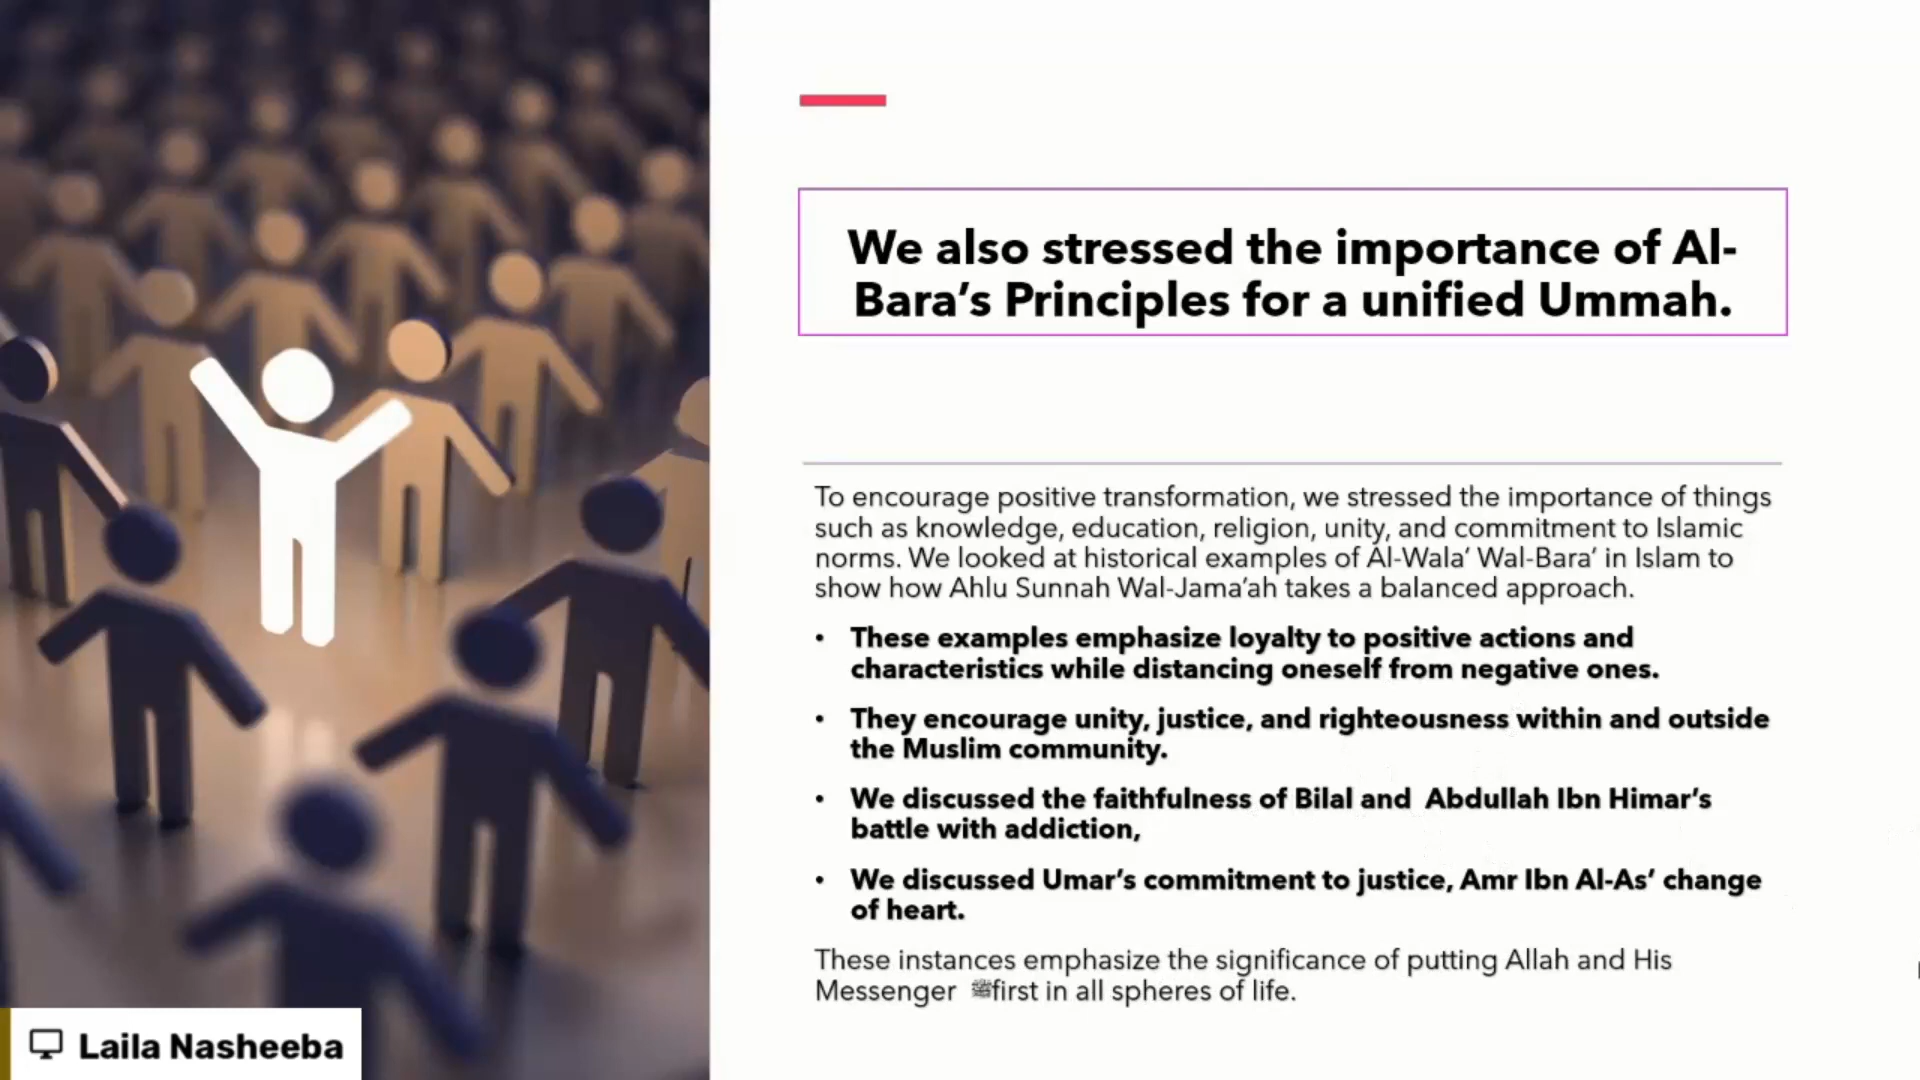 We also stressed the importance of Al-
Bara’s Principles for a unified Ummah.
To encourage positive transformation, we stressed the importance of things
such as knowledge, education, religion, unity, and commitment to Islamic
norms. We looked at historical examples of Al-Wala’ Wal-Bara’ in Islam to
show how Ahlu Sunnah Wal-Jama’ah takes a balanced approach.
• These examples emphasize loyalty to positive actions and
characteristics while distancing oneself from negative ones.
• They encourage unity, justice, and righteousness within and outside
the Muslim community.
• We discussed the faithfulness of Bilal and Abdullah Ibn Himar’s
battle with addiction,
• We discussed Umar’s commitment to justice, Amr Ibn Al-As’ change
of heart.
These instances emphasize the significance of putting Allah and His
Messenger ﷺfirst in all spheres of life.
Laila Nasheeba